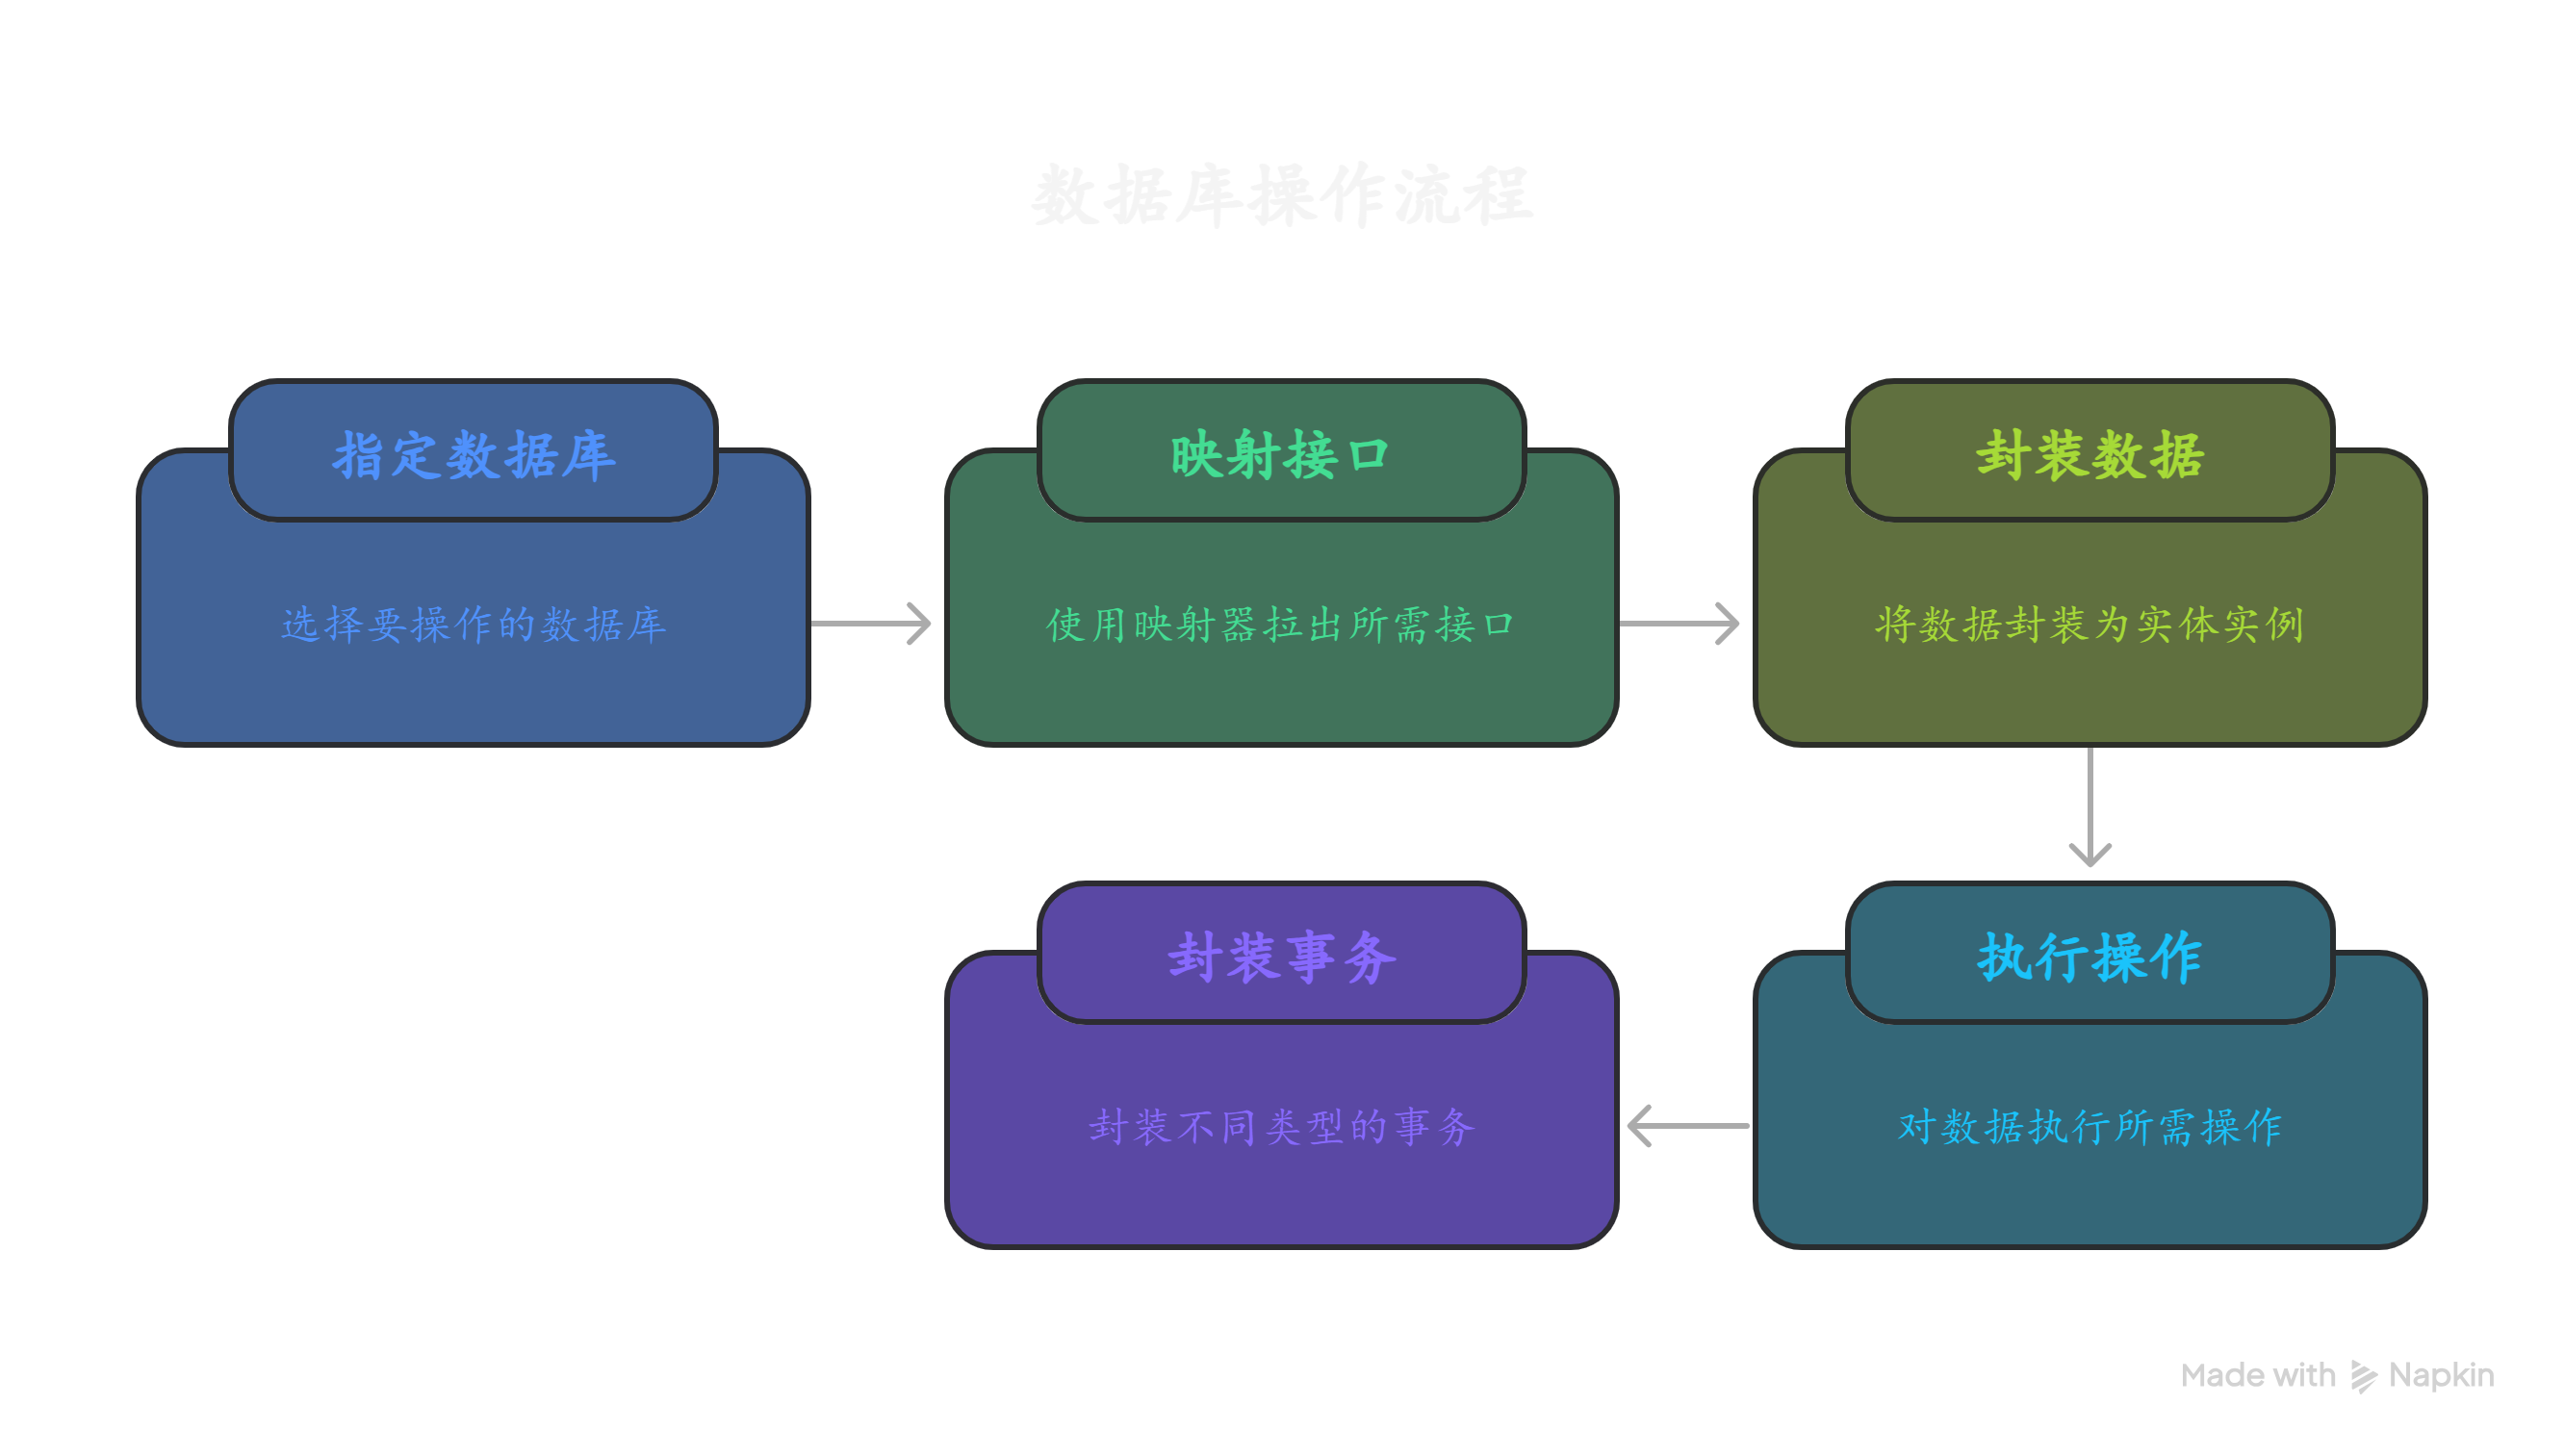 数据库操作流程
指定数据库
选择要操作的数据库
映射接口
使用映射器拉出所需接口
封装数据
将数据封装为实体实例
执行操作
对数据执行所需操作
封装事务
封装不同类型的事务
Made with Napkin